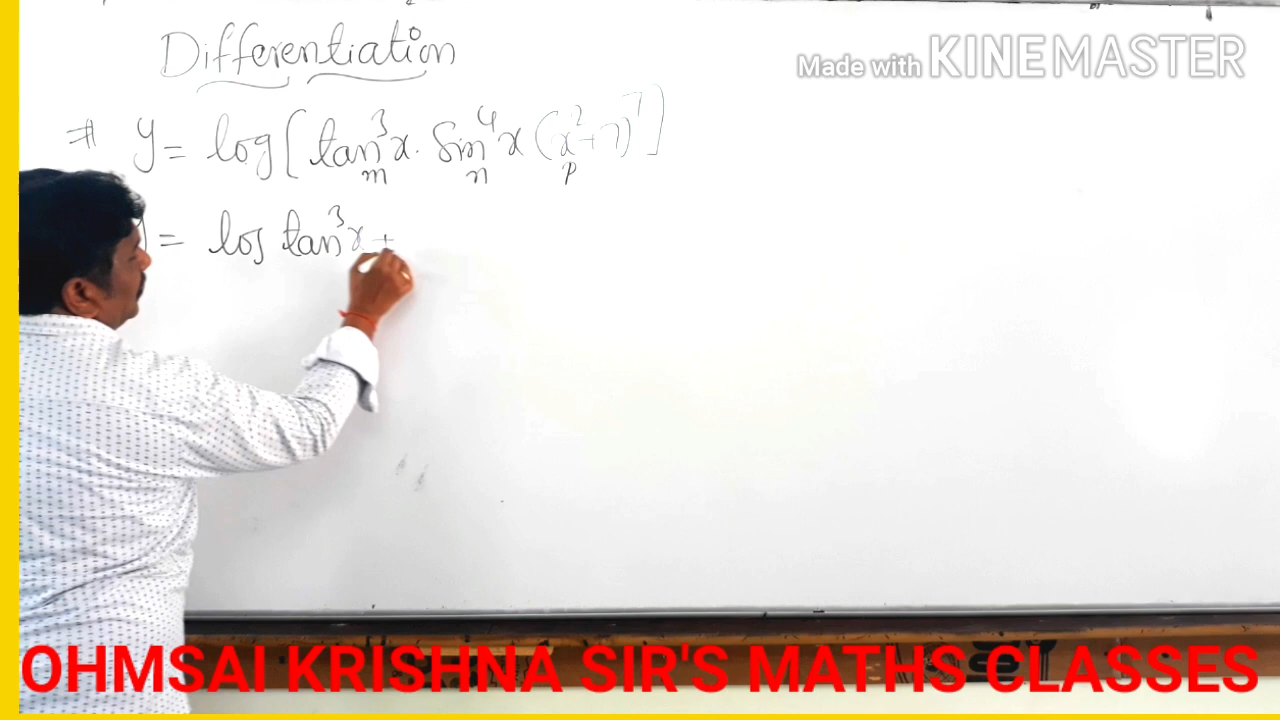 Differentiation
Made with KINEMASTER
# y = log [ tan³x · Sin⁴x (x²+7)⁷ ]
m n p
= log tan³x +
OHMSAI KRISHNA SIR'S MATHS CLASSES